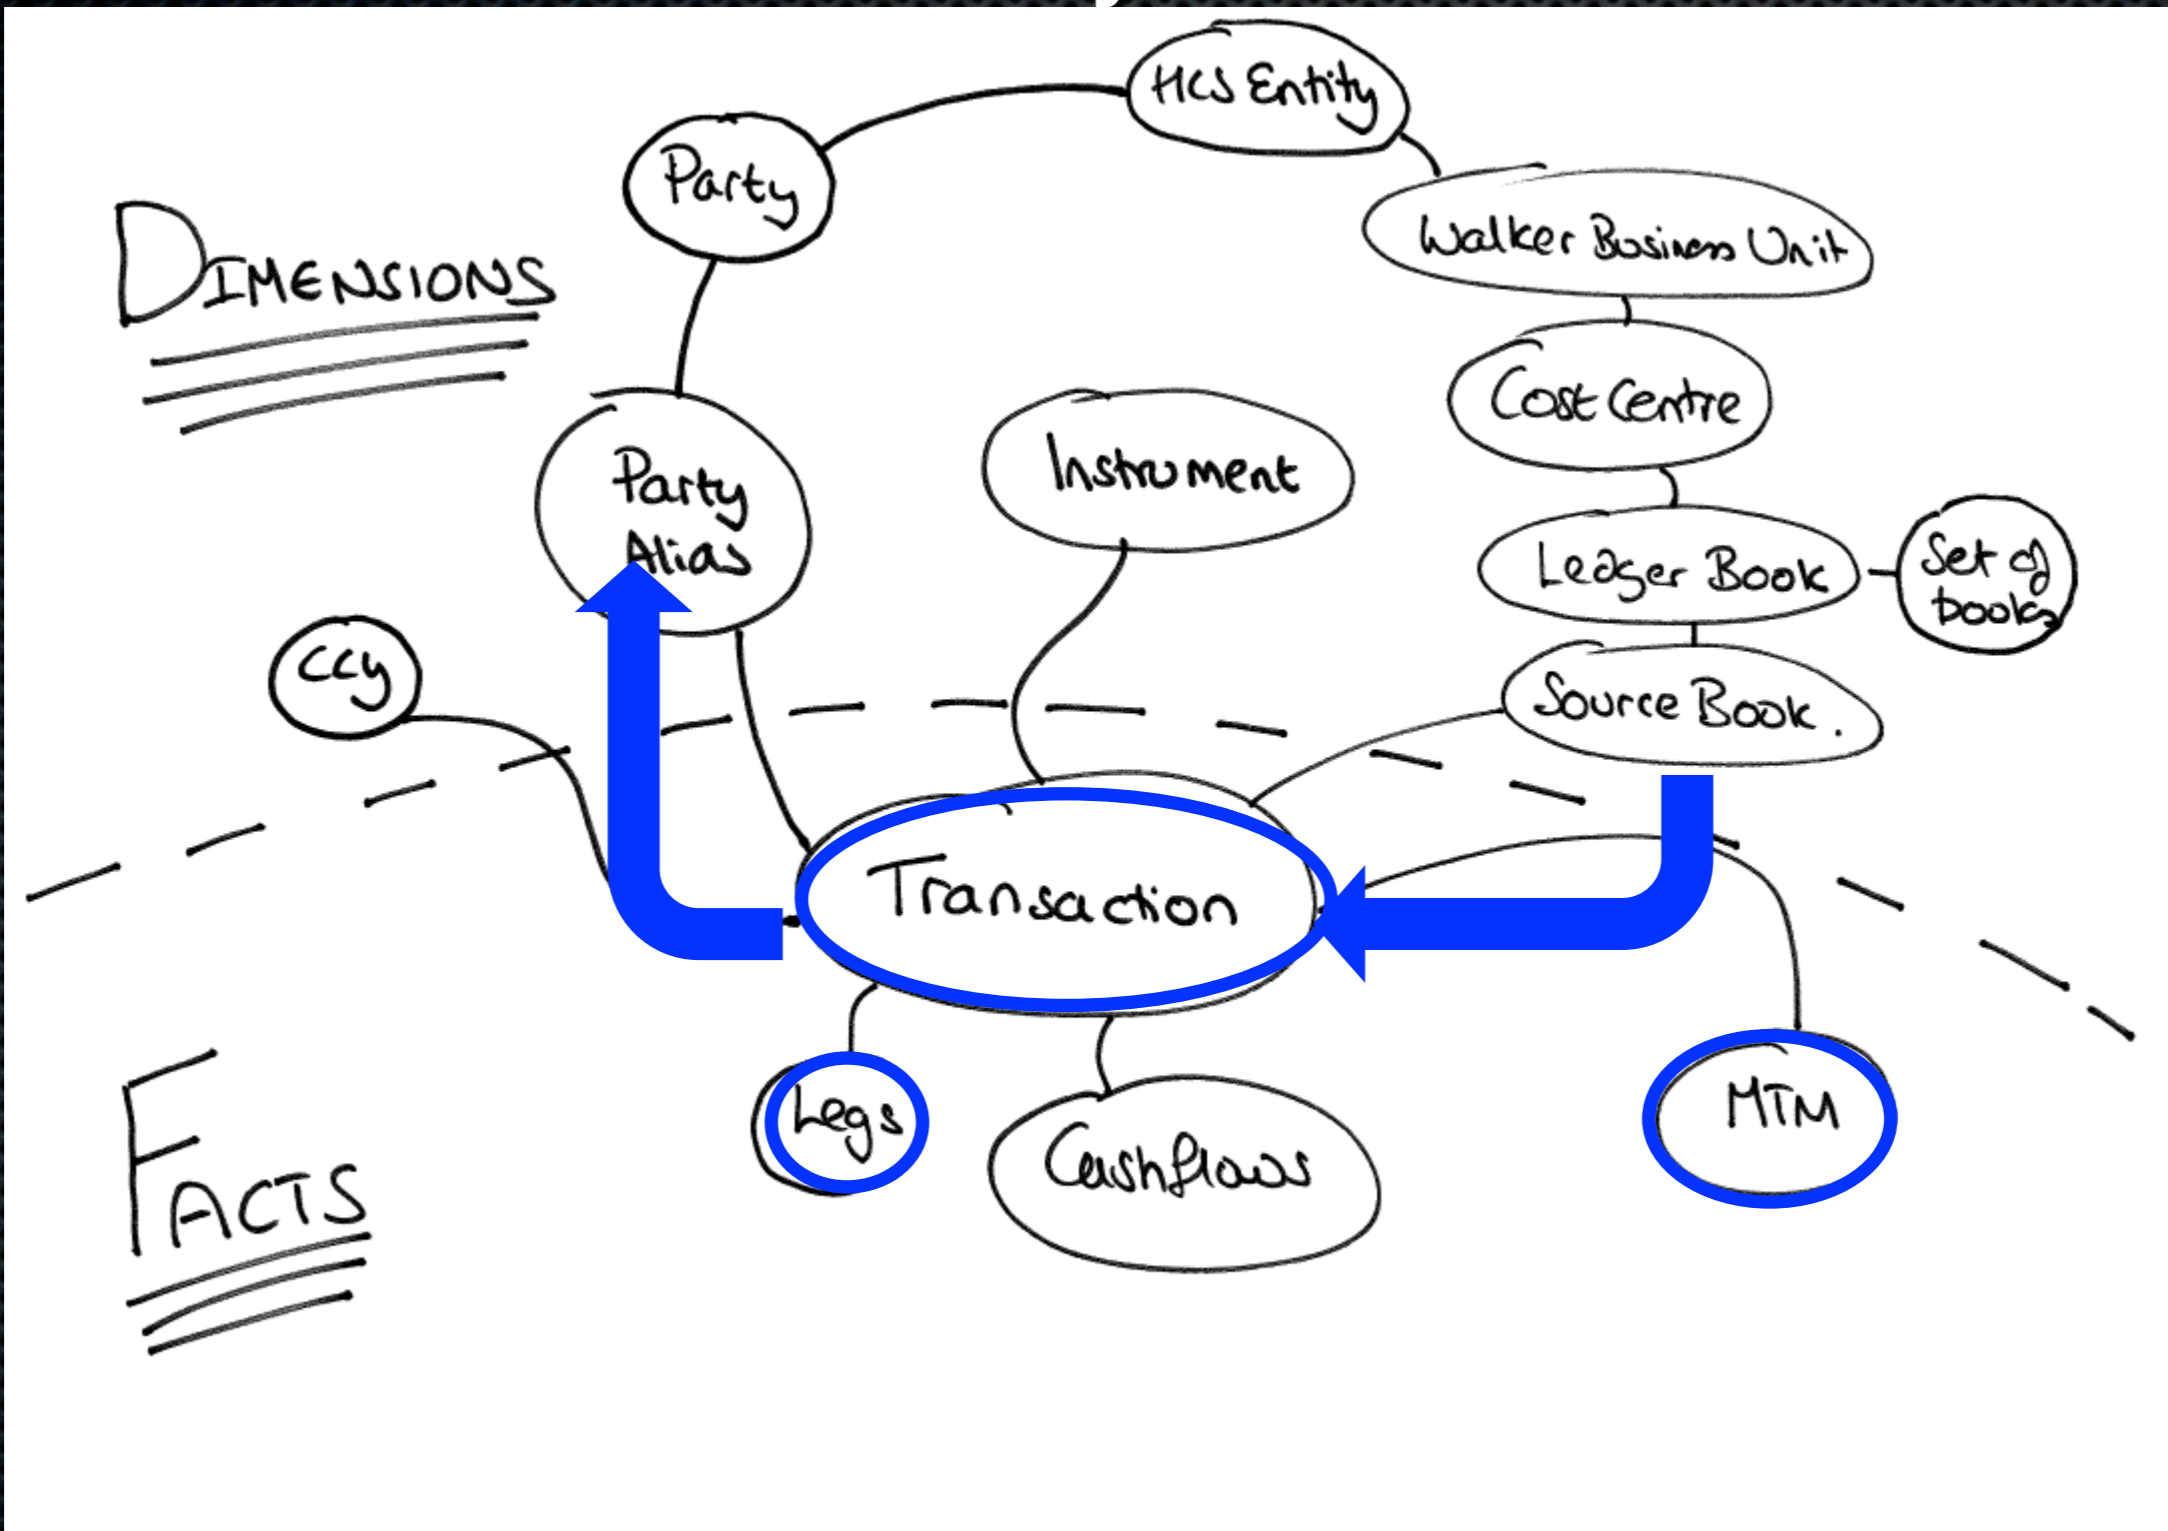 HCS Entity
Party
Walker Business Unit
DIMENSIONS
Cost Centre
Party
Alias
Instrument
Ledger Book
Set of
books
CCy
Source Book.
Transaction
Legs
Cashflows
MTM
FACTS